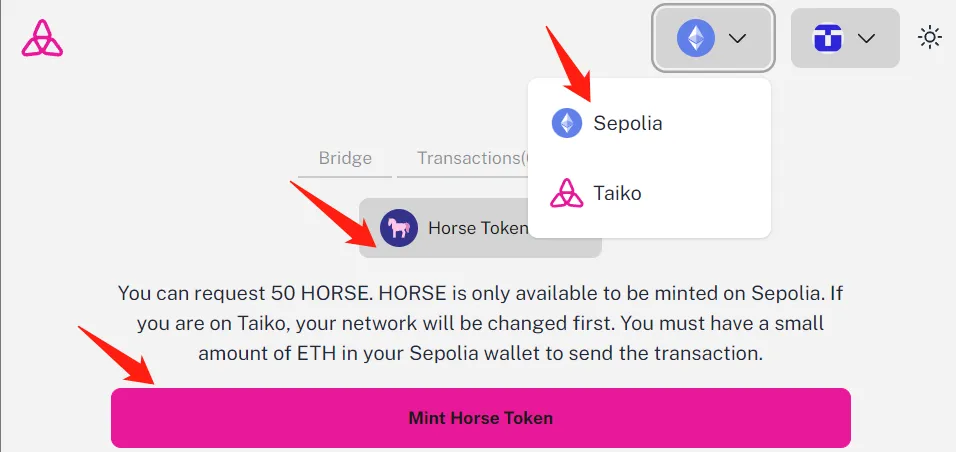 Sepolia
Taiko
Bridge
Transactions(
Horse Token
You can request 50 HORSE. HORSE is only available to be minted on Sepolia. If
you are on Taiko, your network will be changed first. You must have a small
amount of ETH in your Sepolia wallet to send the transaction.
Mint Horse Token